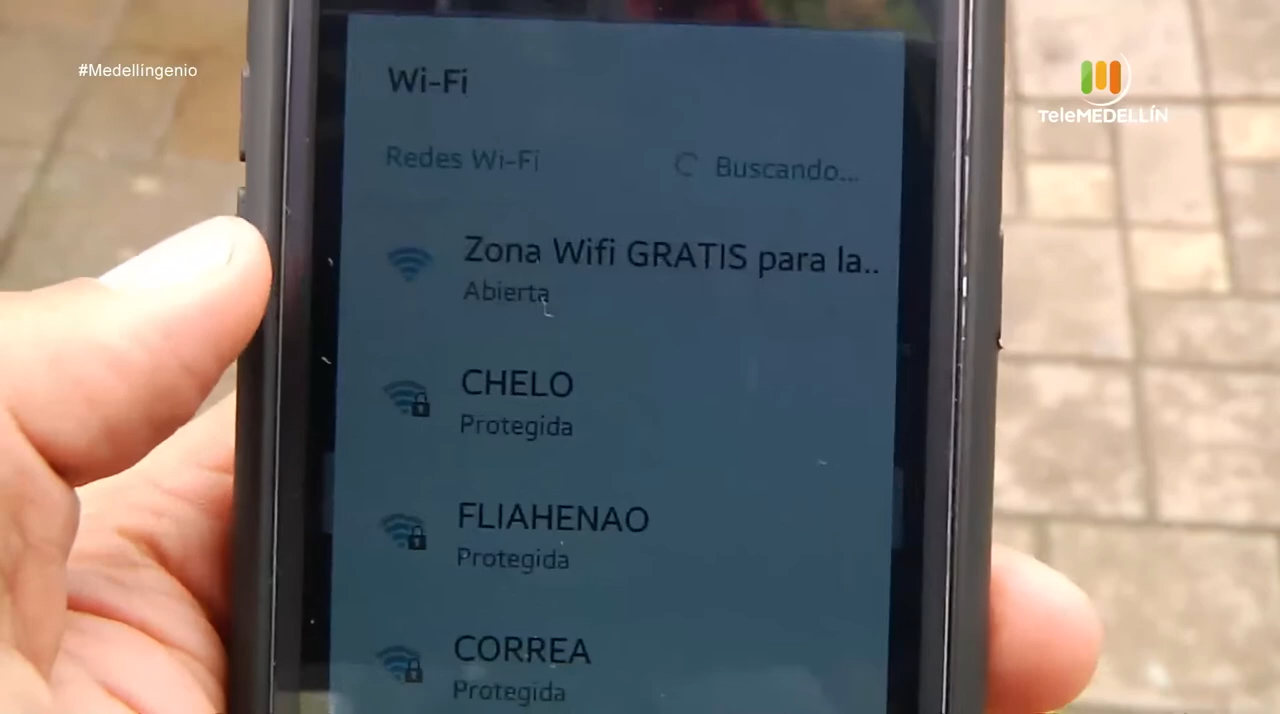 #Medellingenio
TeleMEDELLÍN
Wi-Fi
Redes Wi-Fi
Buscando...
Zona Wifi GRATIS para la..
Abierta
CHELO
Protegida
FLIAHENAO
Protegida
CORREA
Protegida